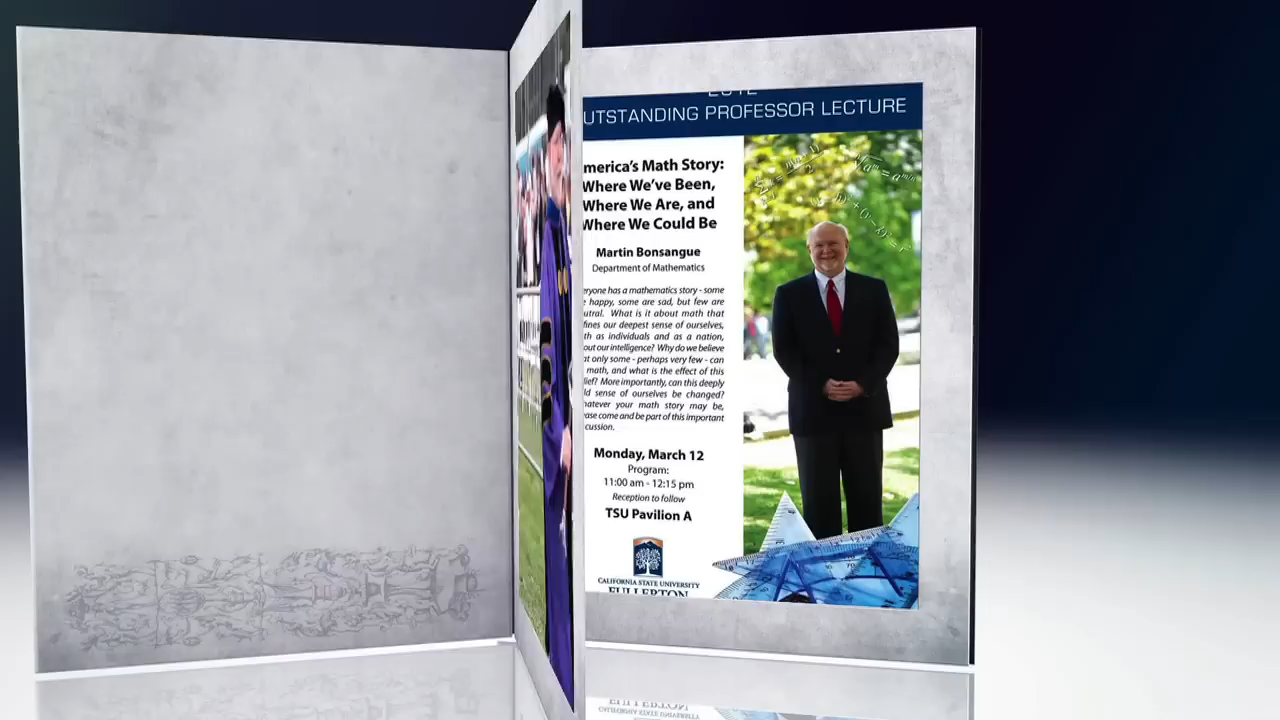 UTSTANDING PROFESSOR LECTURE
merica's Math Story:
Where We've Been,
Where We Are, and
Where We Could Be
Martin Bonsangue
Department of Mathematics
eryone has a mathematics story - some
e happy, some are sad, but few are
utral. What is it about math that
fines our deepest sense of ourselves,
th as individuals and as a nation,
out our intelligence? Why do we believe
at only some - perhaps very few - can
math, and what is the effect of this
lief? More importantly, can this deeply
ld sense of ourselves be changed?
hatever your math story may be,
ase come and be part of this important
cussion.
Monday, March 12
Program:
11:00 am - 12:15 pm
Reception to follow
TSU Pavilion A
CALIFORNIA STATE UNIVERSITY
FULLERTON